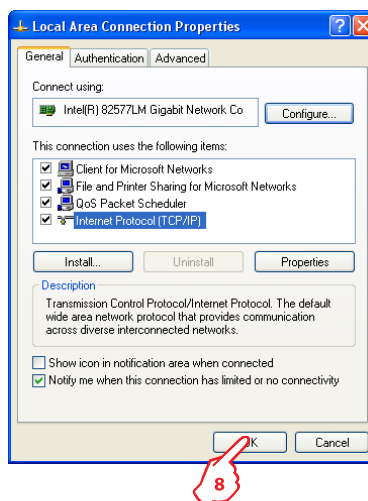 Local Area Connection Properties
General Authentication Advanced
Connect using:
Intel(R) 82577LM Gigabit Network Co
Configure...
This connection uses the following items:
Client for Microsoft Networks
File and Printer Sharing for Microsoft Networks
QoS Packet Scheduler
Internet Protocol (TCP/IP)
Install... Uninstall Properties
Description
Transmission Control Protocol/Internet Protocol. The default
wide area network protocol that provides communication
across diverse interconnected networks.
Show icon in notification area when connected
Notify me when this connection has limited or no connectivity
OK Cancel
8